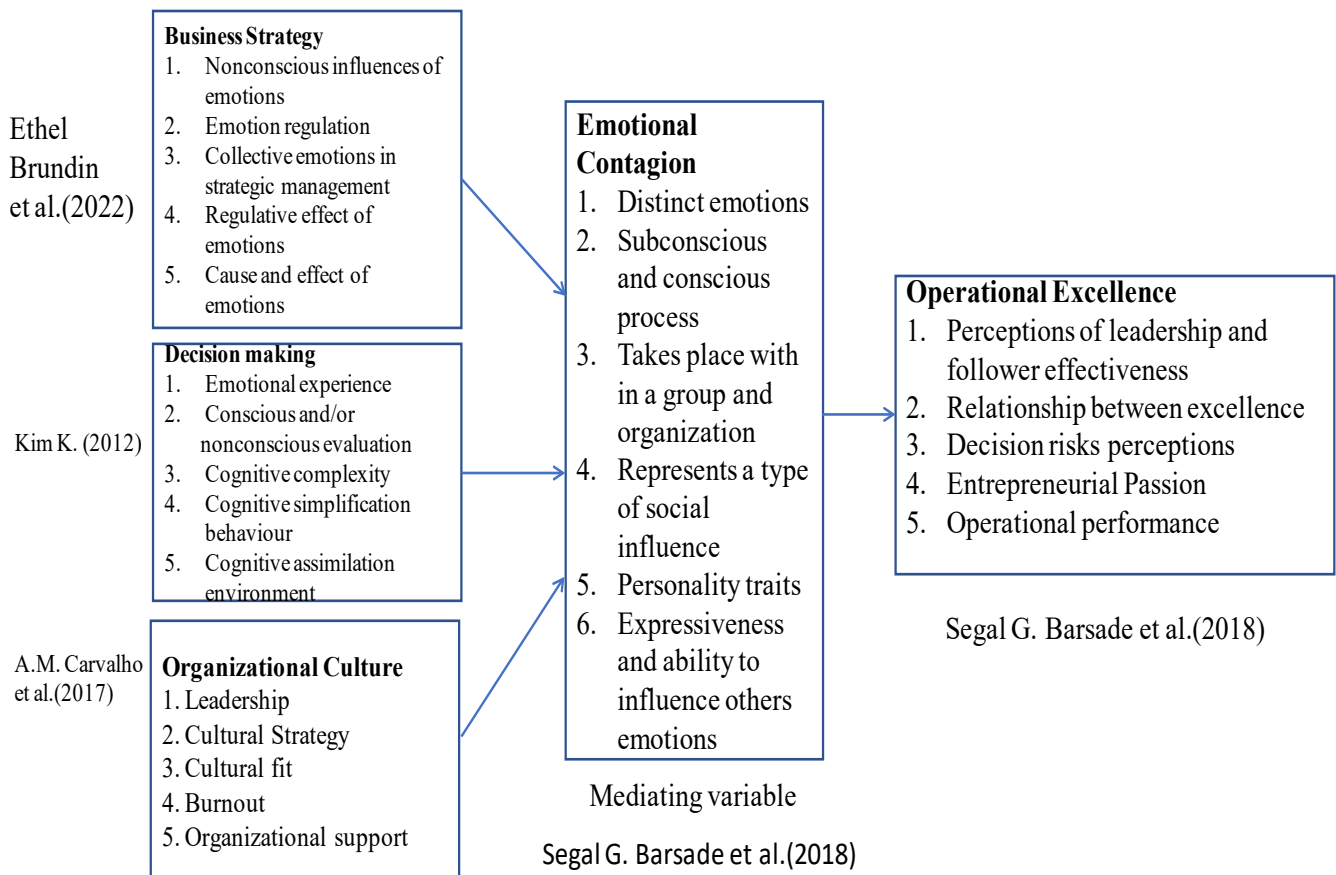 Ethel
Brundin
et al.(2022)
Business Strategy
1. Nonconscious influences of
emotions
2. Emotion regulation
3. Collective emotions in
strategic management
4. Regulative effect of
emotions
5. Cause and effect of
emotions
Kim K. (2012)
Decision making
1. Emotional experience
2. Conscious and/or
nonconscious evaluation
3. Cognitive complexity
4. Cognitive simplification
behaviour
5. Cognitive assimilation
environment
A.M. Carvalho
et al.(2017)
Organizational Culture
1. Leadership
2. Cultural Strategy
3. Cultural fit
4. Burnout
5. Organizational support
Emotional
Contagion
1. Distinct emotions
2. Subconscious
and conscious
process
3. Takes place with
in a group and
organization
4. Represents a type
of social
influence
5. Personality traits
6. Expressiveness
and ability to
influence others
emotions
Mediating variable
Segal G. Barsade et al.(2018)
Operational Excellence
1. Perceptions of leadership and
follower effectiveness
2. Relationship between excellence
3. Decision risks perceptions
4. Entrepreneurial Passion
5. Operational performance
Segal G. Barsade et al.(2018)